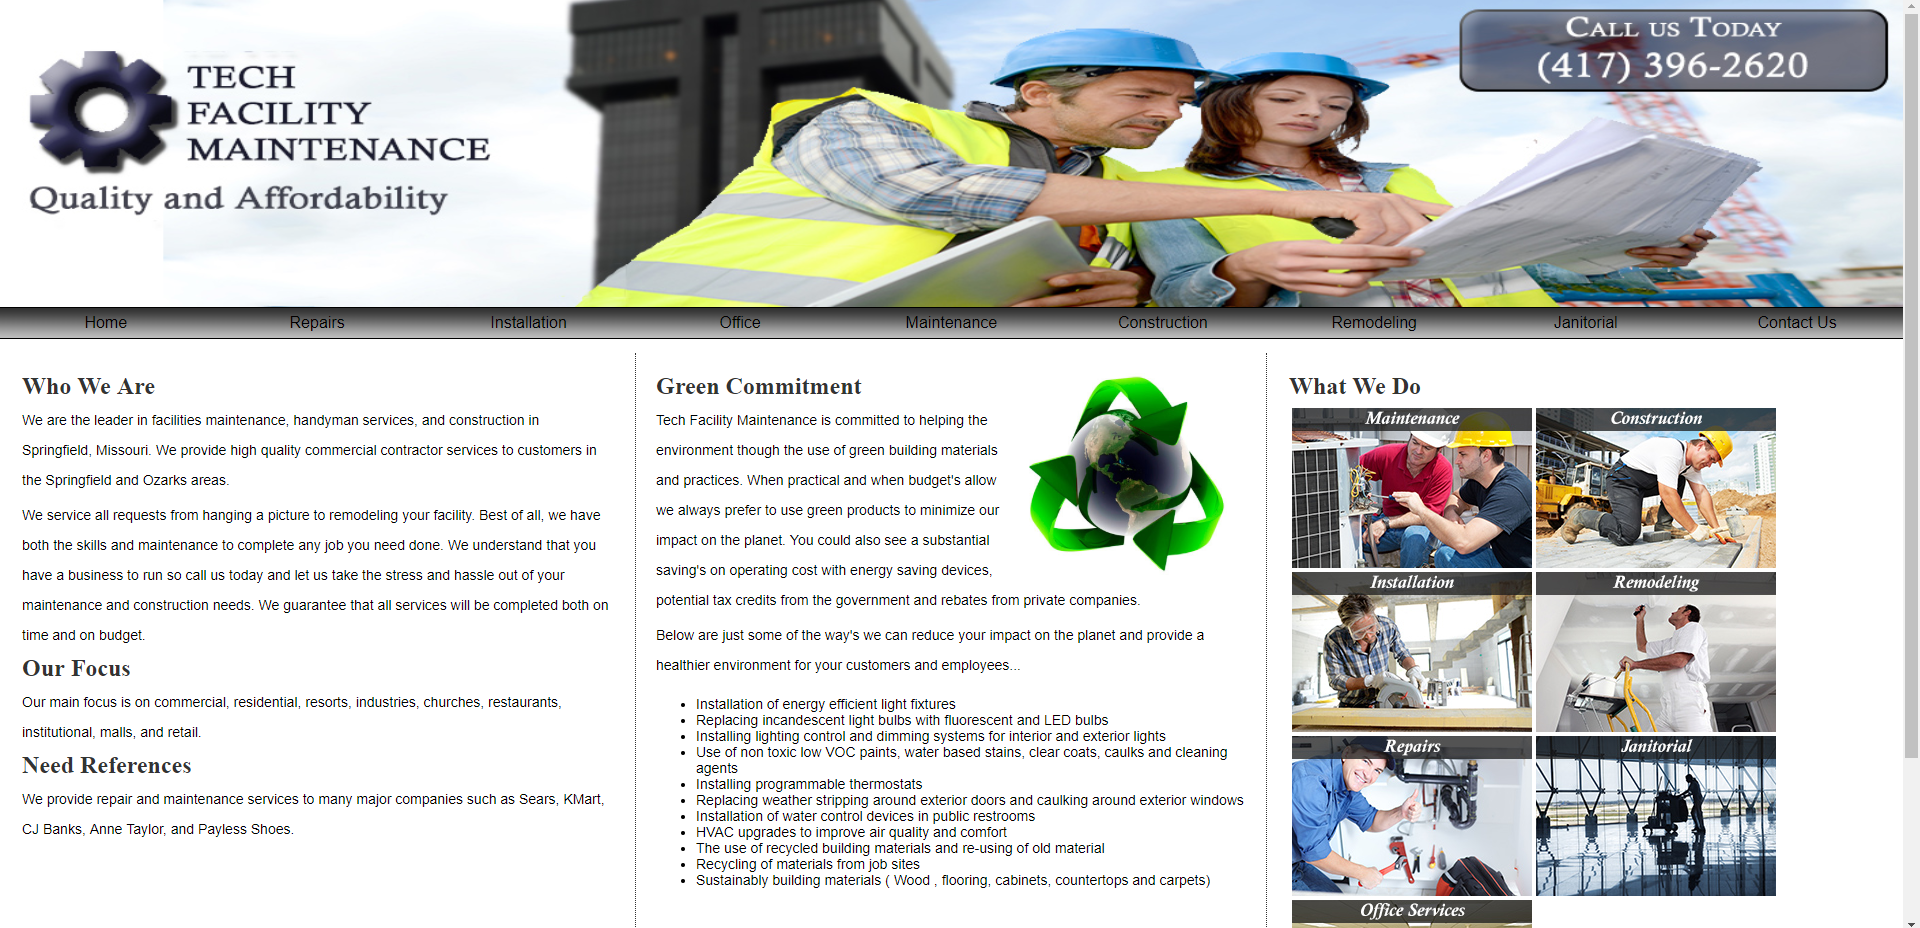 TECH
FACILITY
MAINTENANCE
Quality and Affordability
Call us Today
(417) 396-2620
Home
Repairs
Installation
Office
Maintenance
Construction
Remodeling
Janitorial
Contact Us
Who We Are
We are the leader in facilities maintenance, handyman services, and construction in
Springfield, Missouri. We provide high quality commercial contractor services to customers in
the Springfield and Ozarks areas.
We service all requests from hanging a picture to remodeling your facility. Best of all, we have
both the skills and maintenance to complete any job you need done. We understand that you
have a business to run so call us today and let us take the stress and hassle out of your
maintenance and construction needs. We guarantee that all services will be completed both on
time and on budget.
Our Focus
Our main focus is on commercial, residential, resorts, industries, churches, restaurants,
institutional, malls, and retail.
Need References
We provide repair and maintenance services to many major companies such as Sears, KMart,
CJ Banks, Anne Taylor, and Payless Shoes.
Green Commitment
Tech Facility Maintenance is committed to helping the
environment though the use of green building materials
and practices. When practical and when budget's allow
we always prefer to use green products to minimize our
impact on the planet. You could also see a substantial
saving's on operating cost with energy saving devices,
potential tax credits from the government and rebates from private companies.
Below are just some of the way's we can reduce your impact on the planet and provide a
healthier environment for your customers and employees...
• Installation of energy efficient light fixtures
• Replacing incandescent light bulbs with fluorescent and LED bulbs
• Installing lighting control and dimming systems for interior and exterior lights
• Use of non toxic low VOC paints, water based stains, clear coats, caulks and cleaning
agents
• Installing programmable thermostats
• Replacing weather stripping around exterior doors and caulking around exterior windows
• Installation of water control devices in public restrooms
• HVAC upgrades to improve air quality and comfort
• The use of recycled building materials and re-using of old material
• Recycling of materials from job sites
• Sustainably building materials ( Wood , flooring, cabinets, countertops and carpets)
What We Do
Maintenance
Construction
Installation
Remodeling
Repairs
Janitorial
Office Services